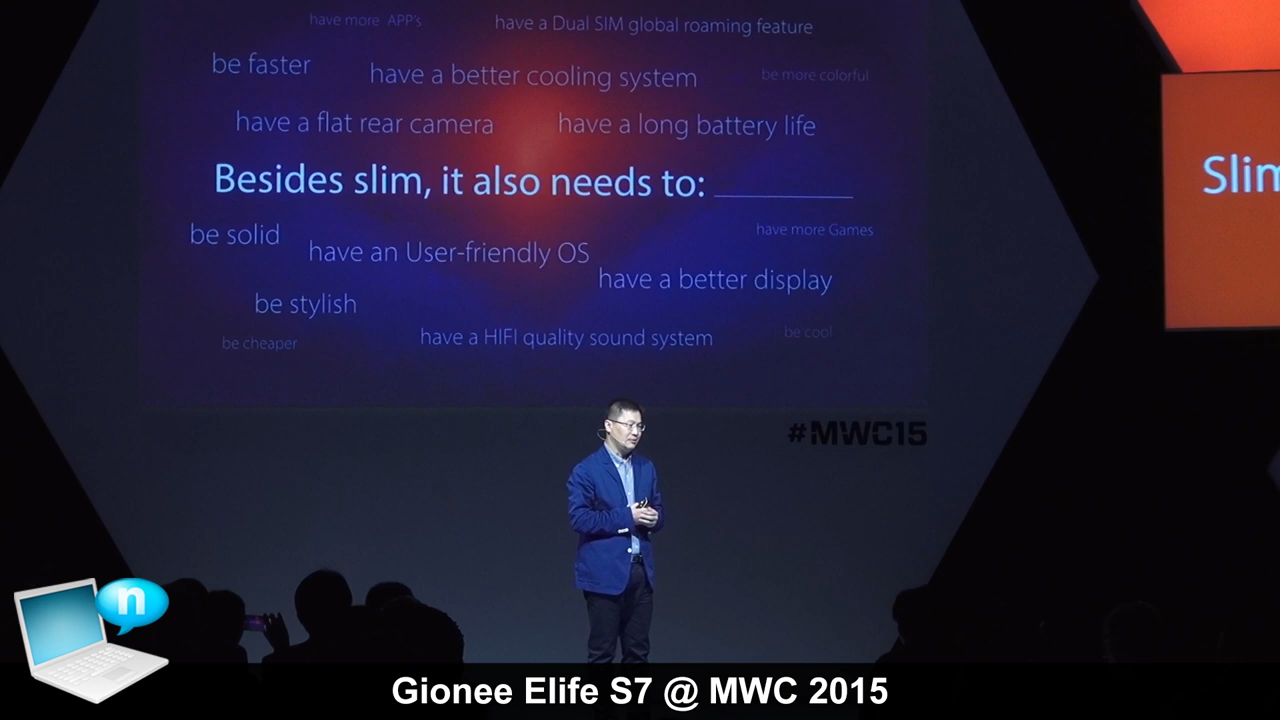 have more APP's have a Dual SIM global roaming feature
be faster have a better cooling system be more colorful
have a flat rear camera have a long battery life
Besides slim, it also needs to:
be solid have more Games
have an User-friendly OS
have a better display
be stylish
be cheaper have a HIFI quality sound system be cool
Slim
#MWC15
n
Gionee Elife S7 @ MWC 2015